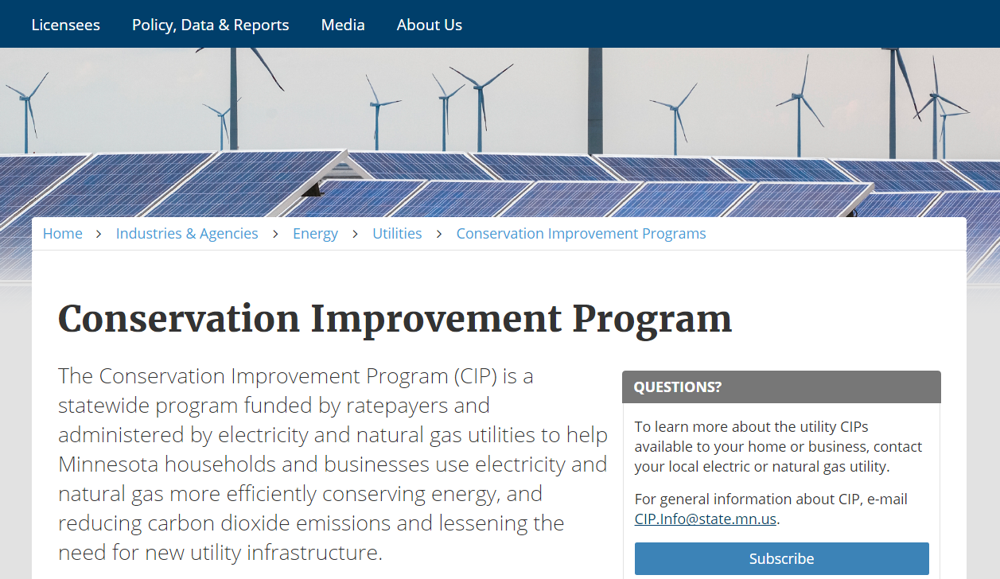 Licensees Policy, Data & Reports Media About Us
Home > Industries & Agencies > Energy > Utilities > Conservation Improvement Programs
Conservation Improvement Program
The Conservation Improvement Program (CIP) is a
statewide program funded by ratepayers and
administered by electricity and natural gas utilities to help
Minnesota households and businesses use electricity and
natural gas more efficiently conserving energy, and
reducing carbon dioxide emissions and lessening the
need for new utility infrastructure.
QUESTIONS?
To learn more about the utility CIPs
available to your home or business, contact
your local electric or natural gas utility.
For general information about CIP, e-mail
CIP.Info@state.mn.us.
Subscribe